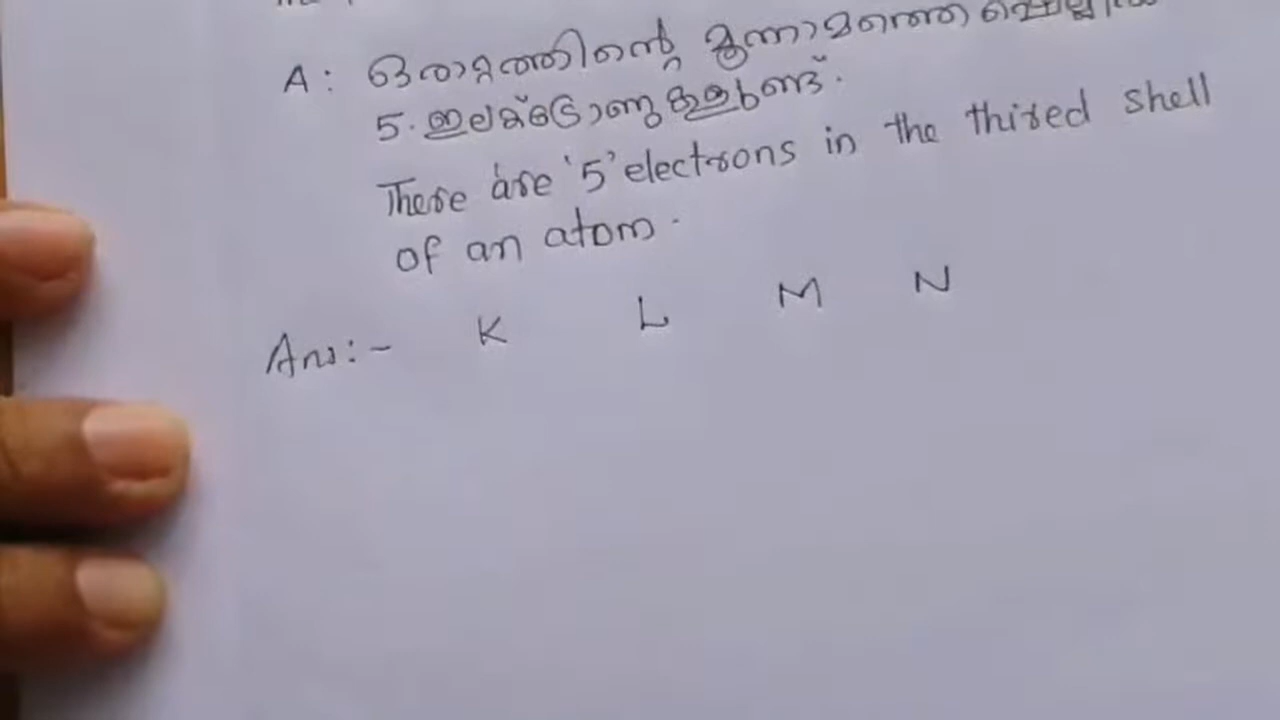 A: ഒരാറ്റത്തിന്റെ മൂന്നാമത്തെ
5. ഇലക്ട്രോണുകളുണ്ട്.
There are '5' electrons in the thired shell
of an atom.
Ans:- K L M N